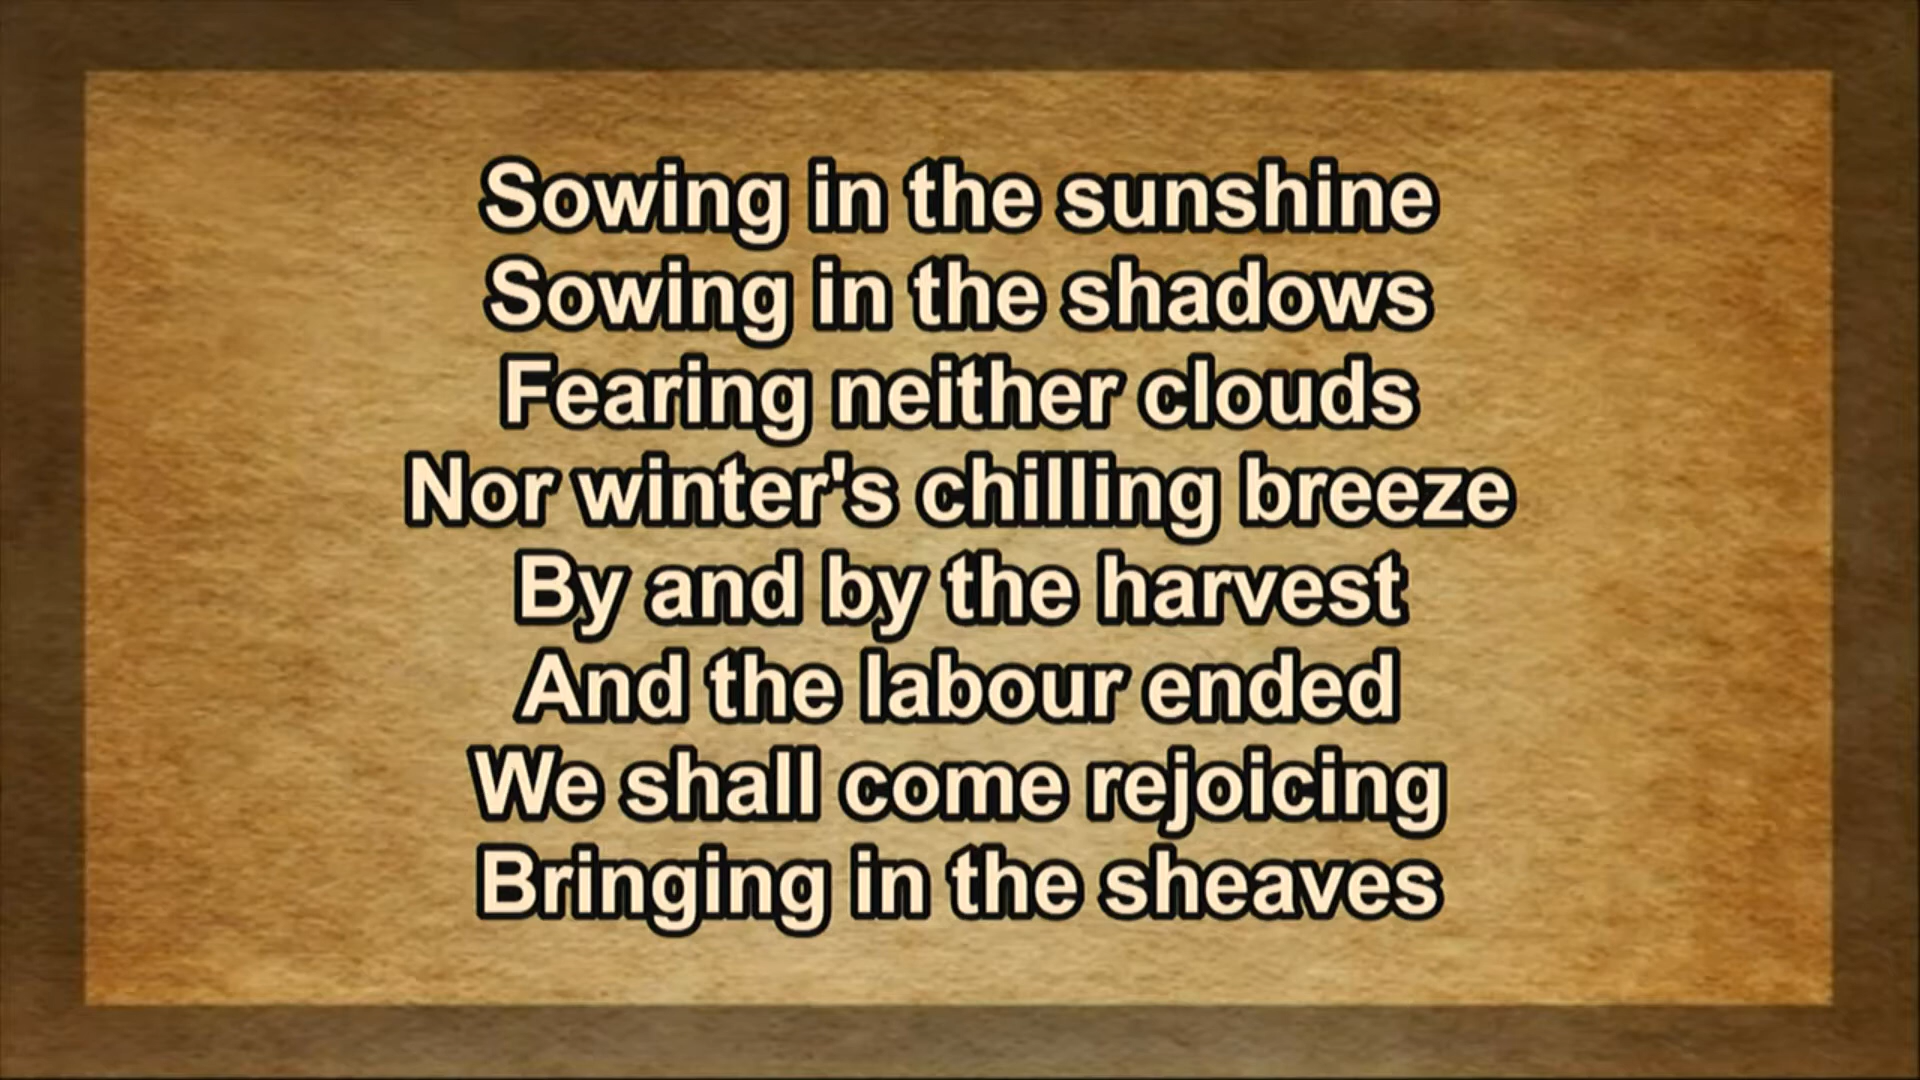 Sowing in the sunshine
Sowing in the shadows
Fearing neither clouds
Nor winter's chilling breeze
By and by the harvest
And the labour ended
We shall come rejoicing
Bringing in the sheaves